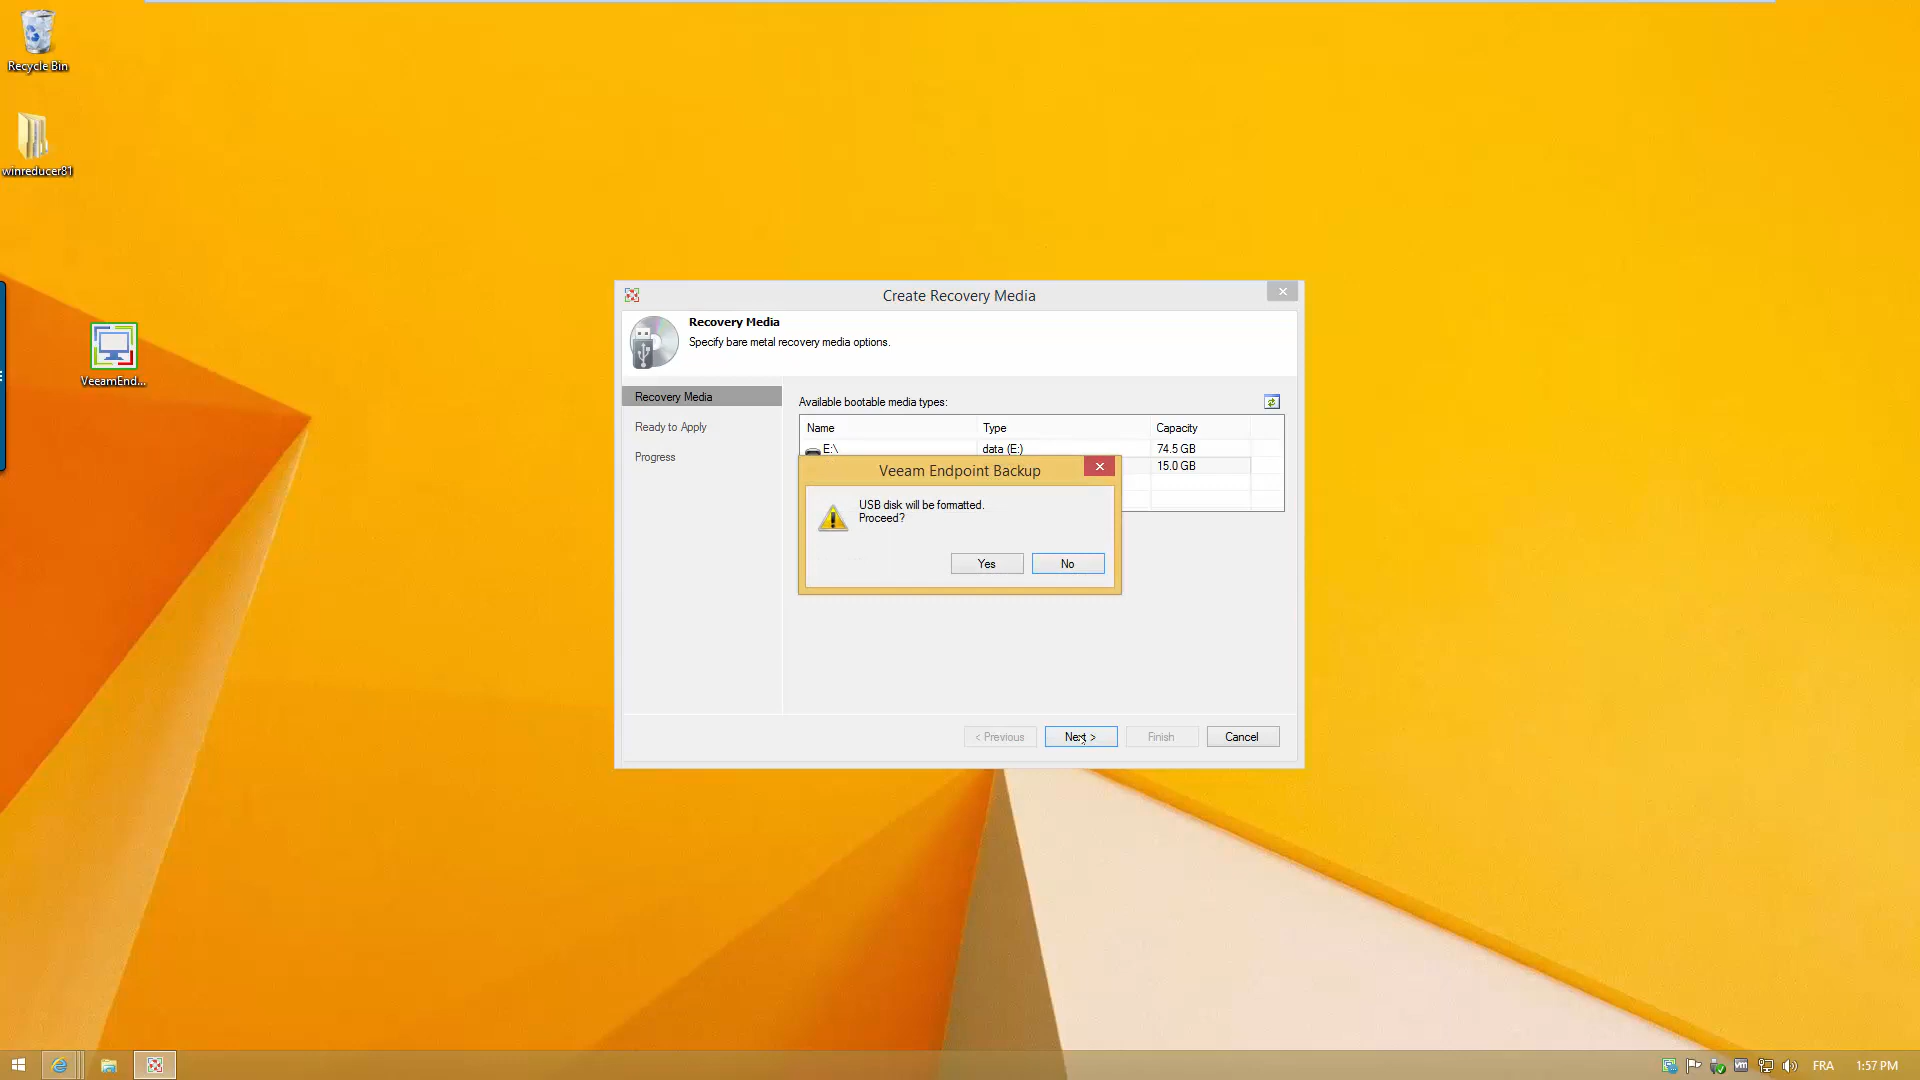 Recycle Bin
winreducer81
VeeamEnd...
Create Recovery Media
Recovery Media
Specify bare metal recovery media options.
Recovery Media
Ready to Apply
Progress
Available bootable media types:
Name Type Capacity
E:\ data (E:) 74.5 GB
15.0 GB
Veeam Endpoint Backup
USB disk will be formatted.
Proceed?
Yes No
< Previous Next > Finish Cancel
FRA 1:57 PM